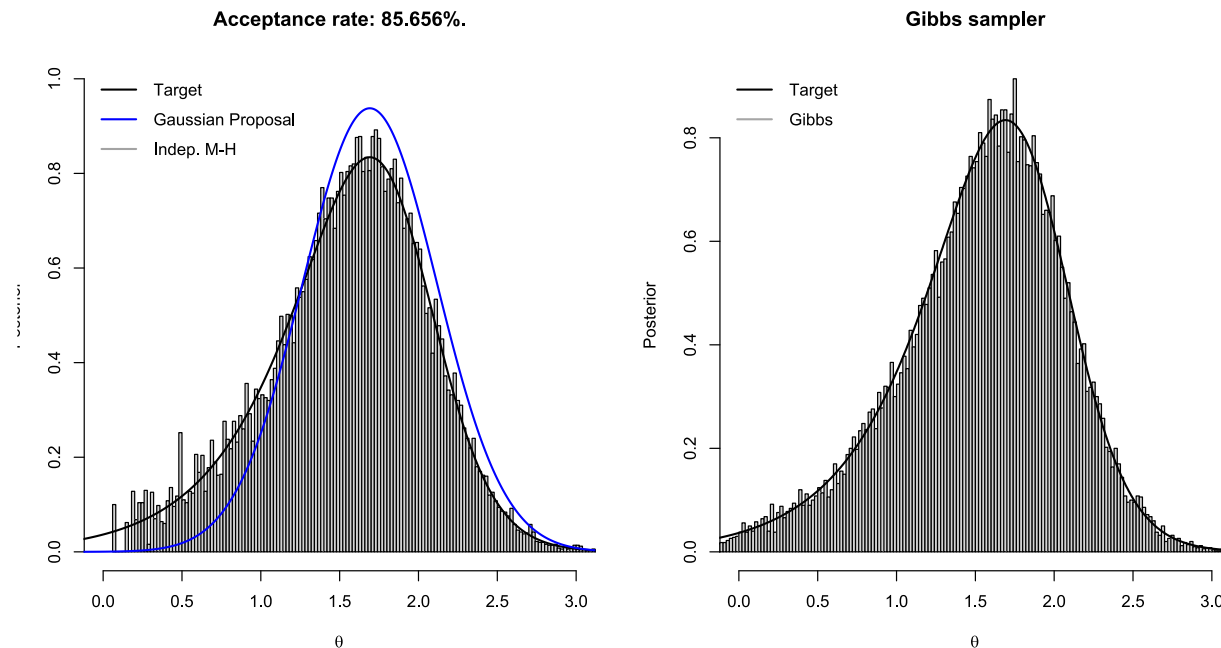 Acceptance rate: 85.656%.
Target
Gaussian Proposal
Indep. M-H
1.0
0.8
0.6
0.4
0.2
0.0
0.0 0.5 1.0 1.5 2.0 2.5 3.0
θ
Gibbs sampler
Target
Gibbs
Posterior
0.8
0.6
0.4
0.2
0.0
0.0 0.5 1.0 1.5 2.0 2.5 3.0
θ